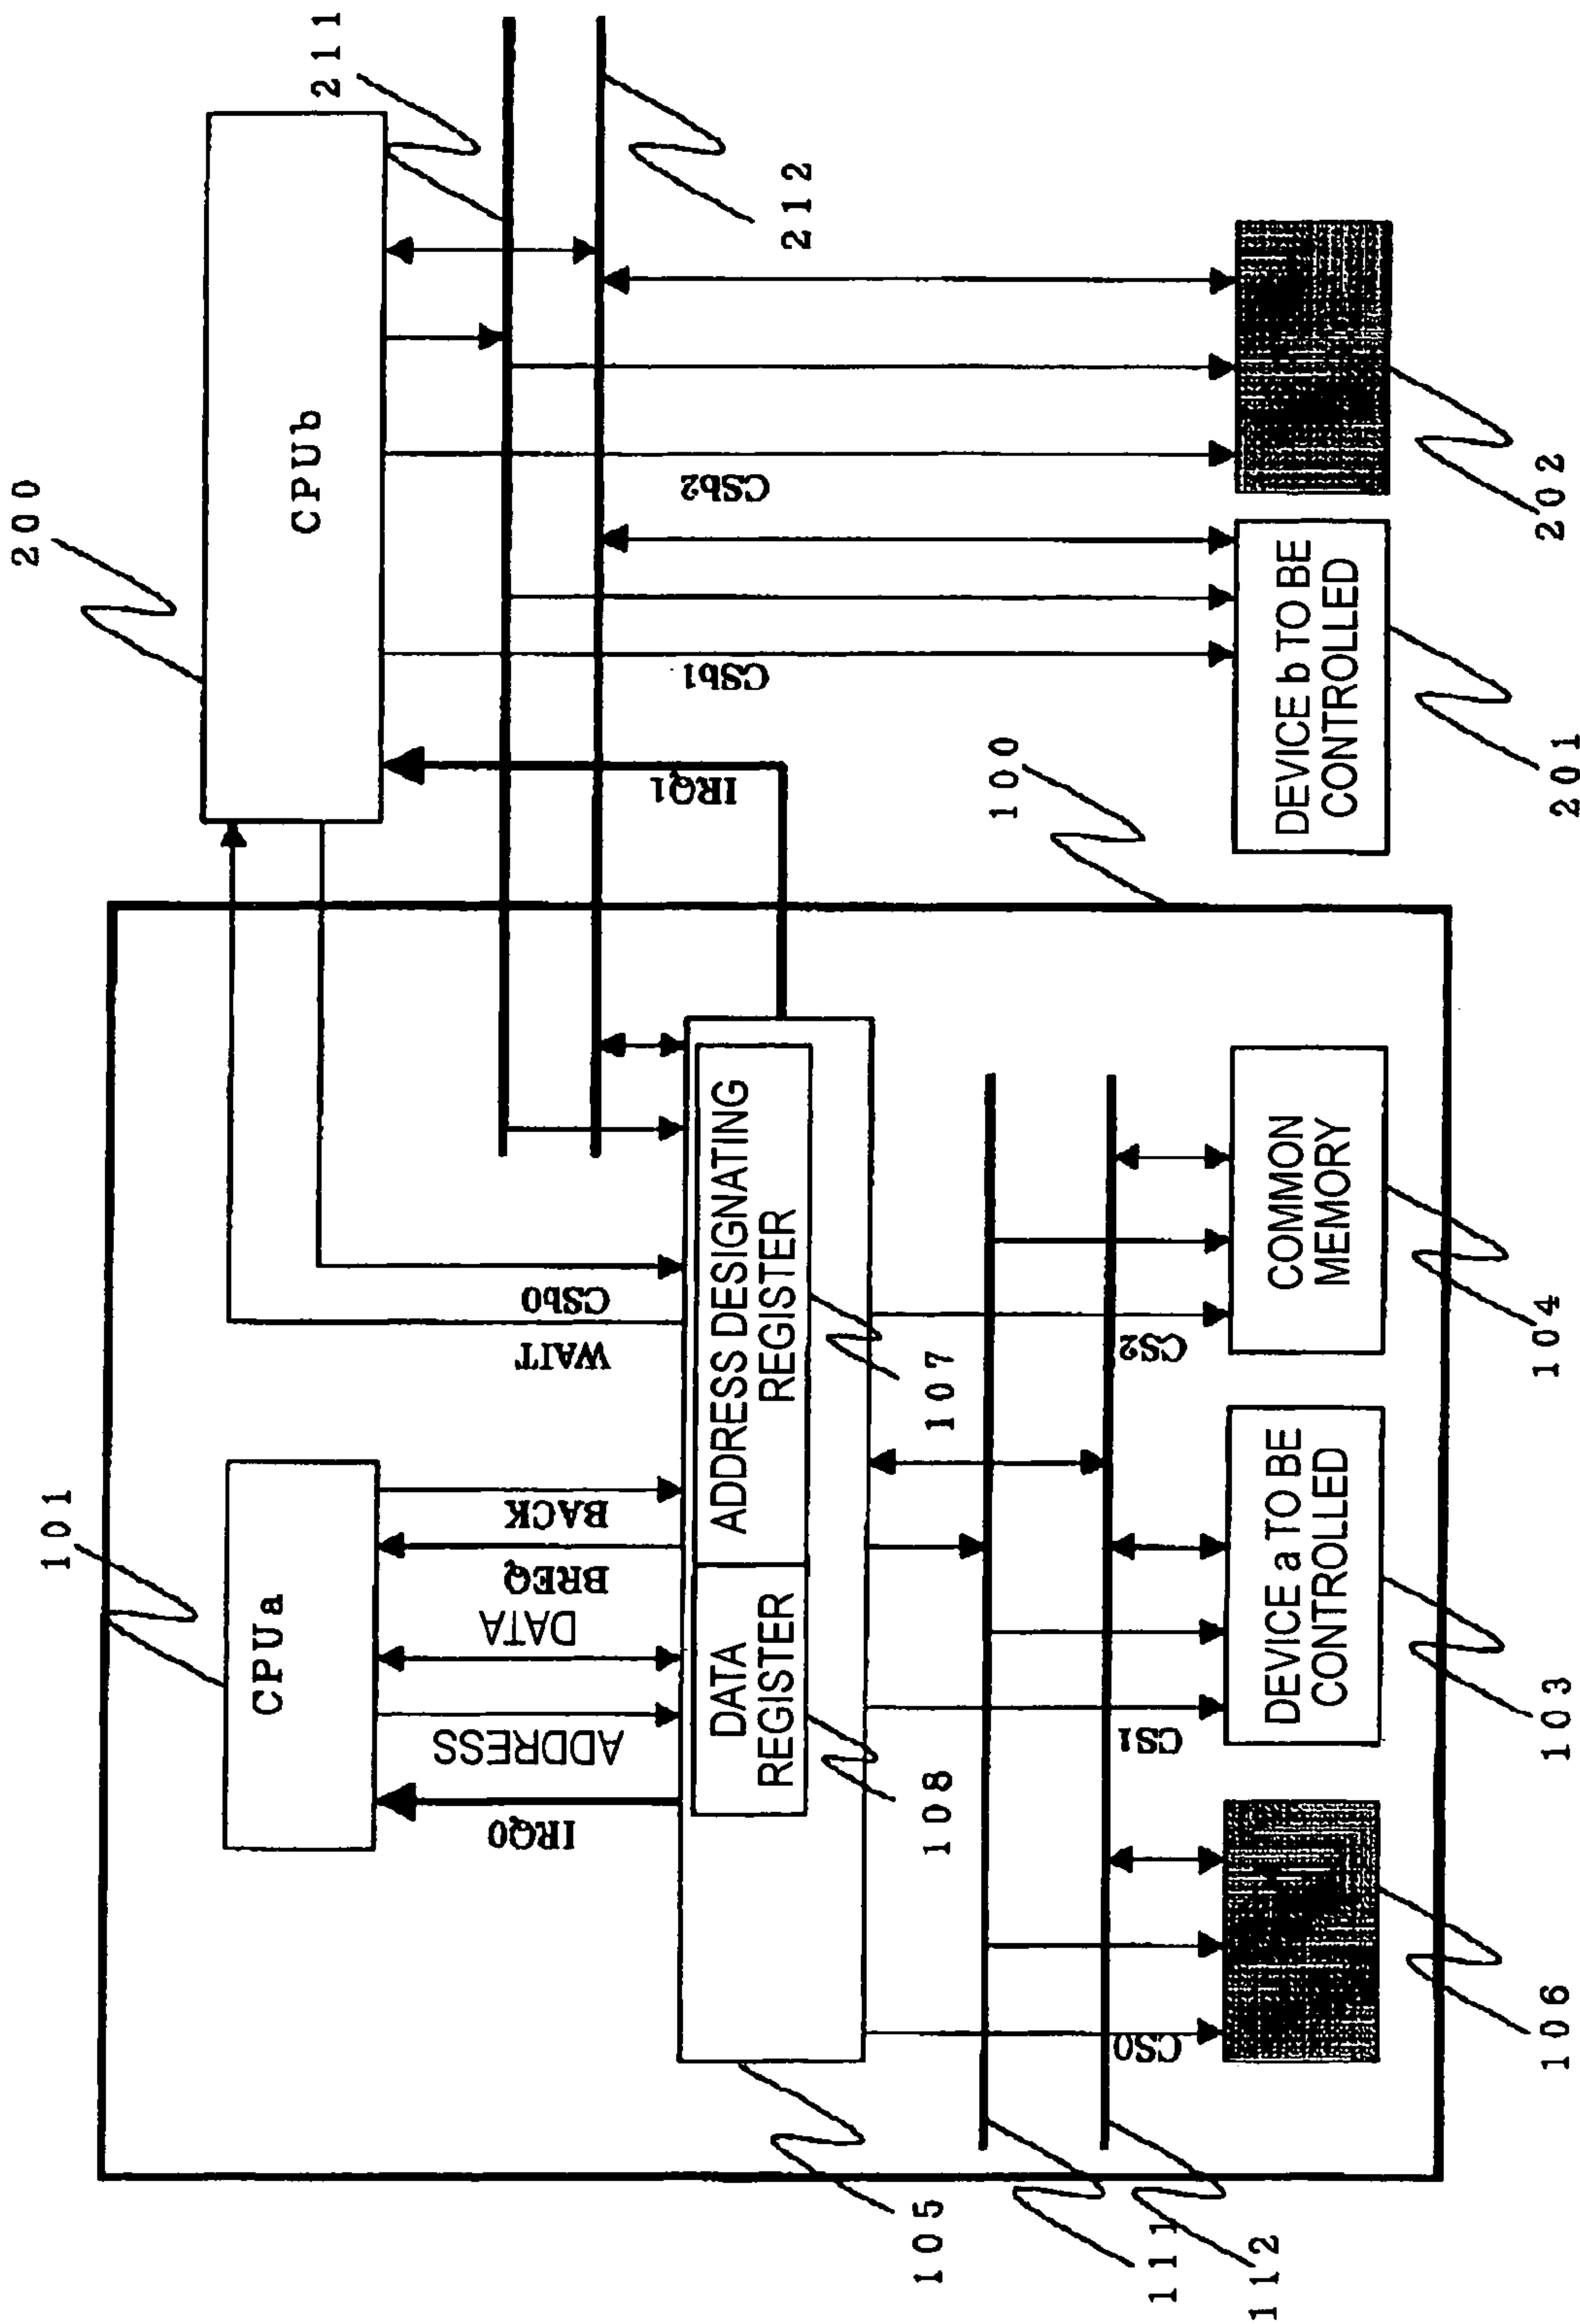 200
CPUb
211
212
101
CPUa
IRQ0
ADDRESS
DATA
BREQ
BACK
WAIT
CSb0
IRQ1
CSb1
CSb2
DATA
REGISTER
ADDRESS DESIGNATING
REGISTER
105
108
107
100
111
112
CS0
CS1
CS2
106
DEVICE a TO BE
CONTROLLED
103
COMMON
MEMORY
104
DEVICE b TO BE
CONTROLLED
201
202